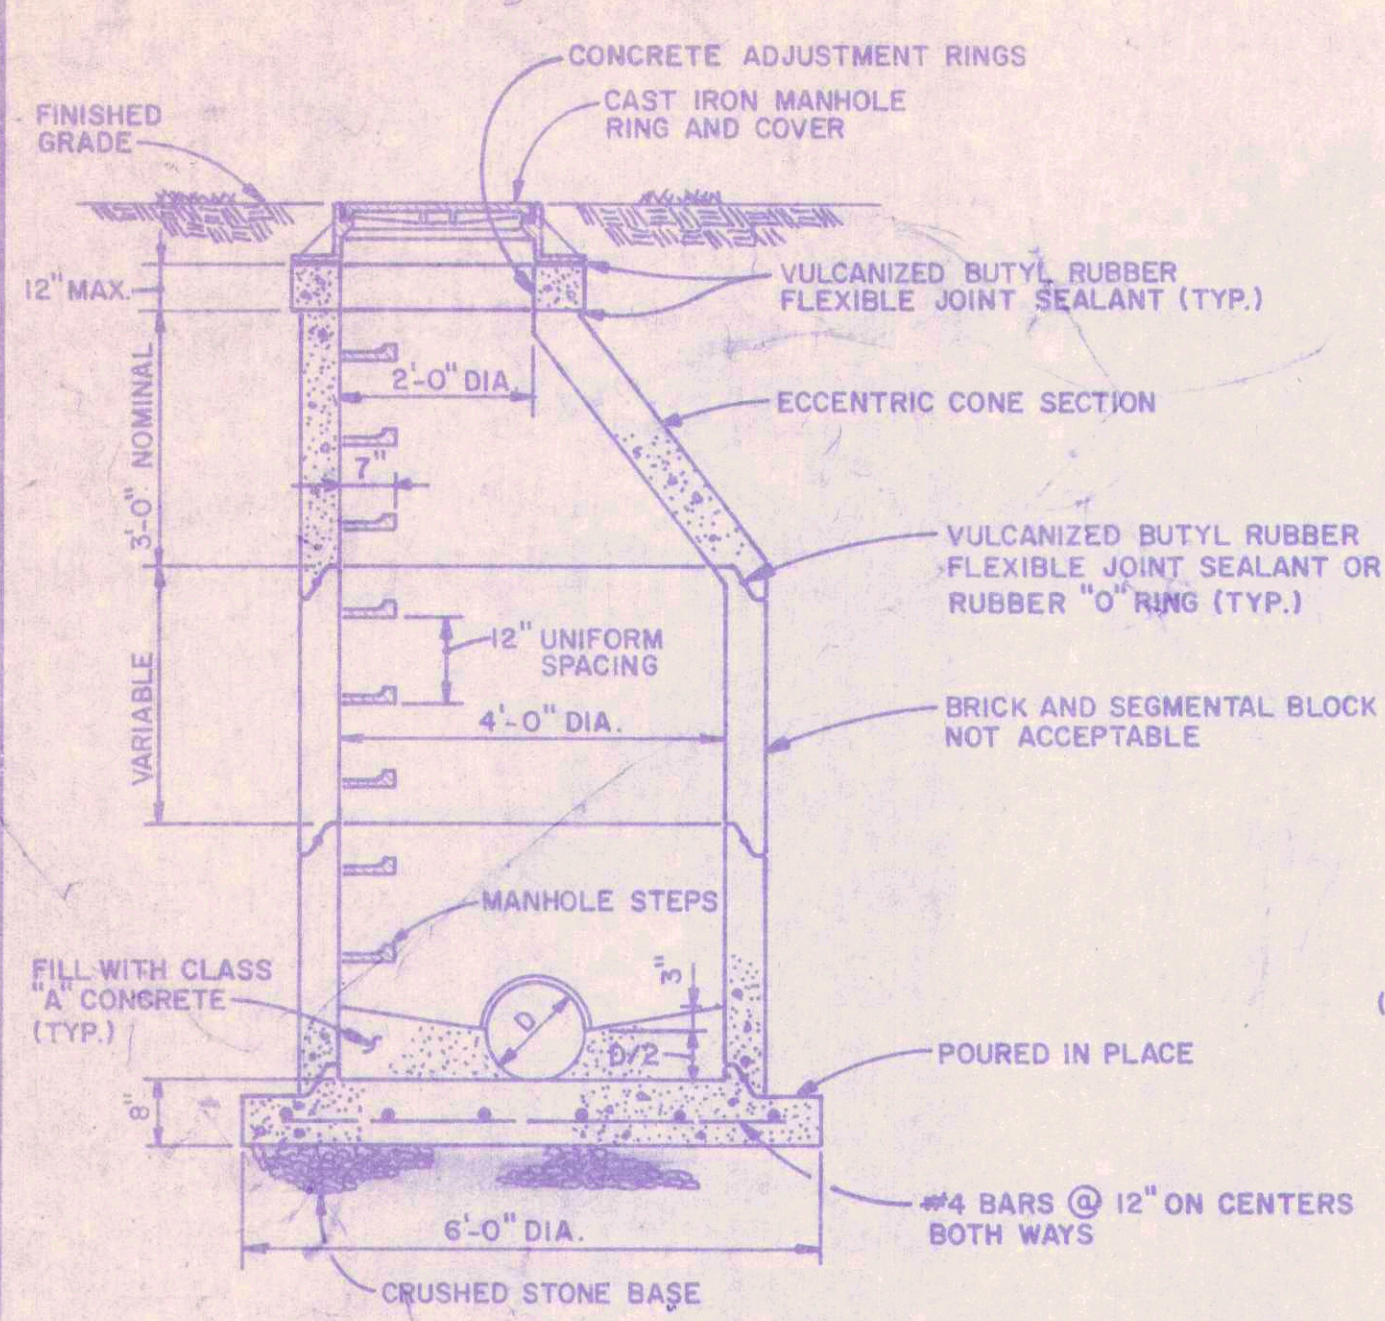 CONCRETE ADJUSTMENT RINGS
CAST IRON MANHOLE
RING AND COVER
FINISHED
GRADE
12" MAX.
VULCANIZED BUTYL RUBBER
FLEXIBLE JOINT SEALANT (TYP.)
3'-0" NOMINAL
2'-0" DIA.
ECCENTRIC CONE SECTION
7"
VULCANIZED BUTYL RUBBER
FLEXIBLE JOINT SEALANT OR
RUBBER "O" RING (TYP.)
VARIABLE
12" UNIFORM
SPACING
4'-0" DIA.
BRICK AND SEGMENTAL BLOCK
NOT ACCEPTABLE
MANHOLE STEPS
FILL WITH CLASS
"A" CONCRETE
(TYP.)
3"
D
D/2
POURED IN PLACE
8"
#4 BARS @ 12" ON CENTERS
BOTH WAYS
6'-0" DIA.
CRUSHED STONE BASE
(